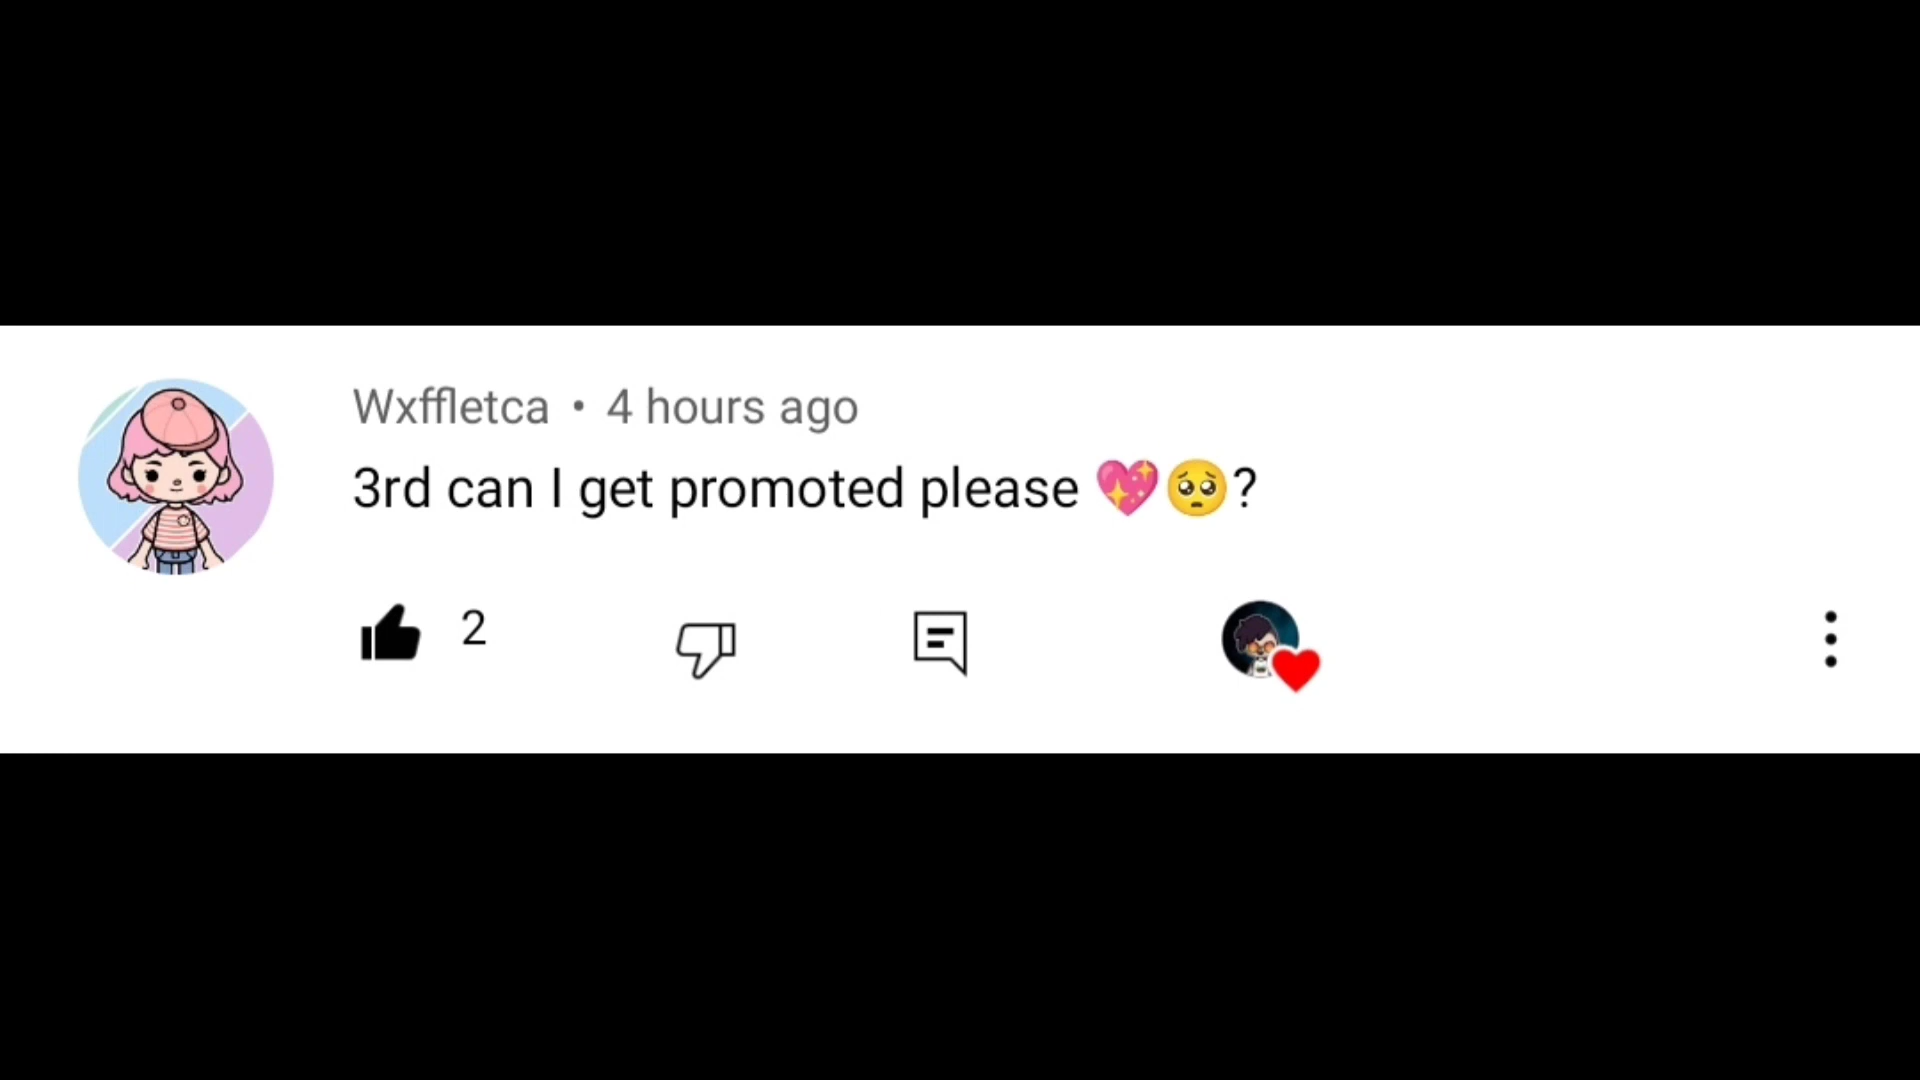 Wxffletca • 4 hours ago
3rd can I get promoted please 💖🥺?
2